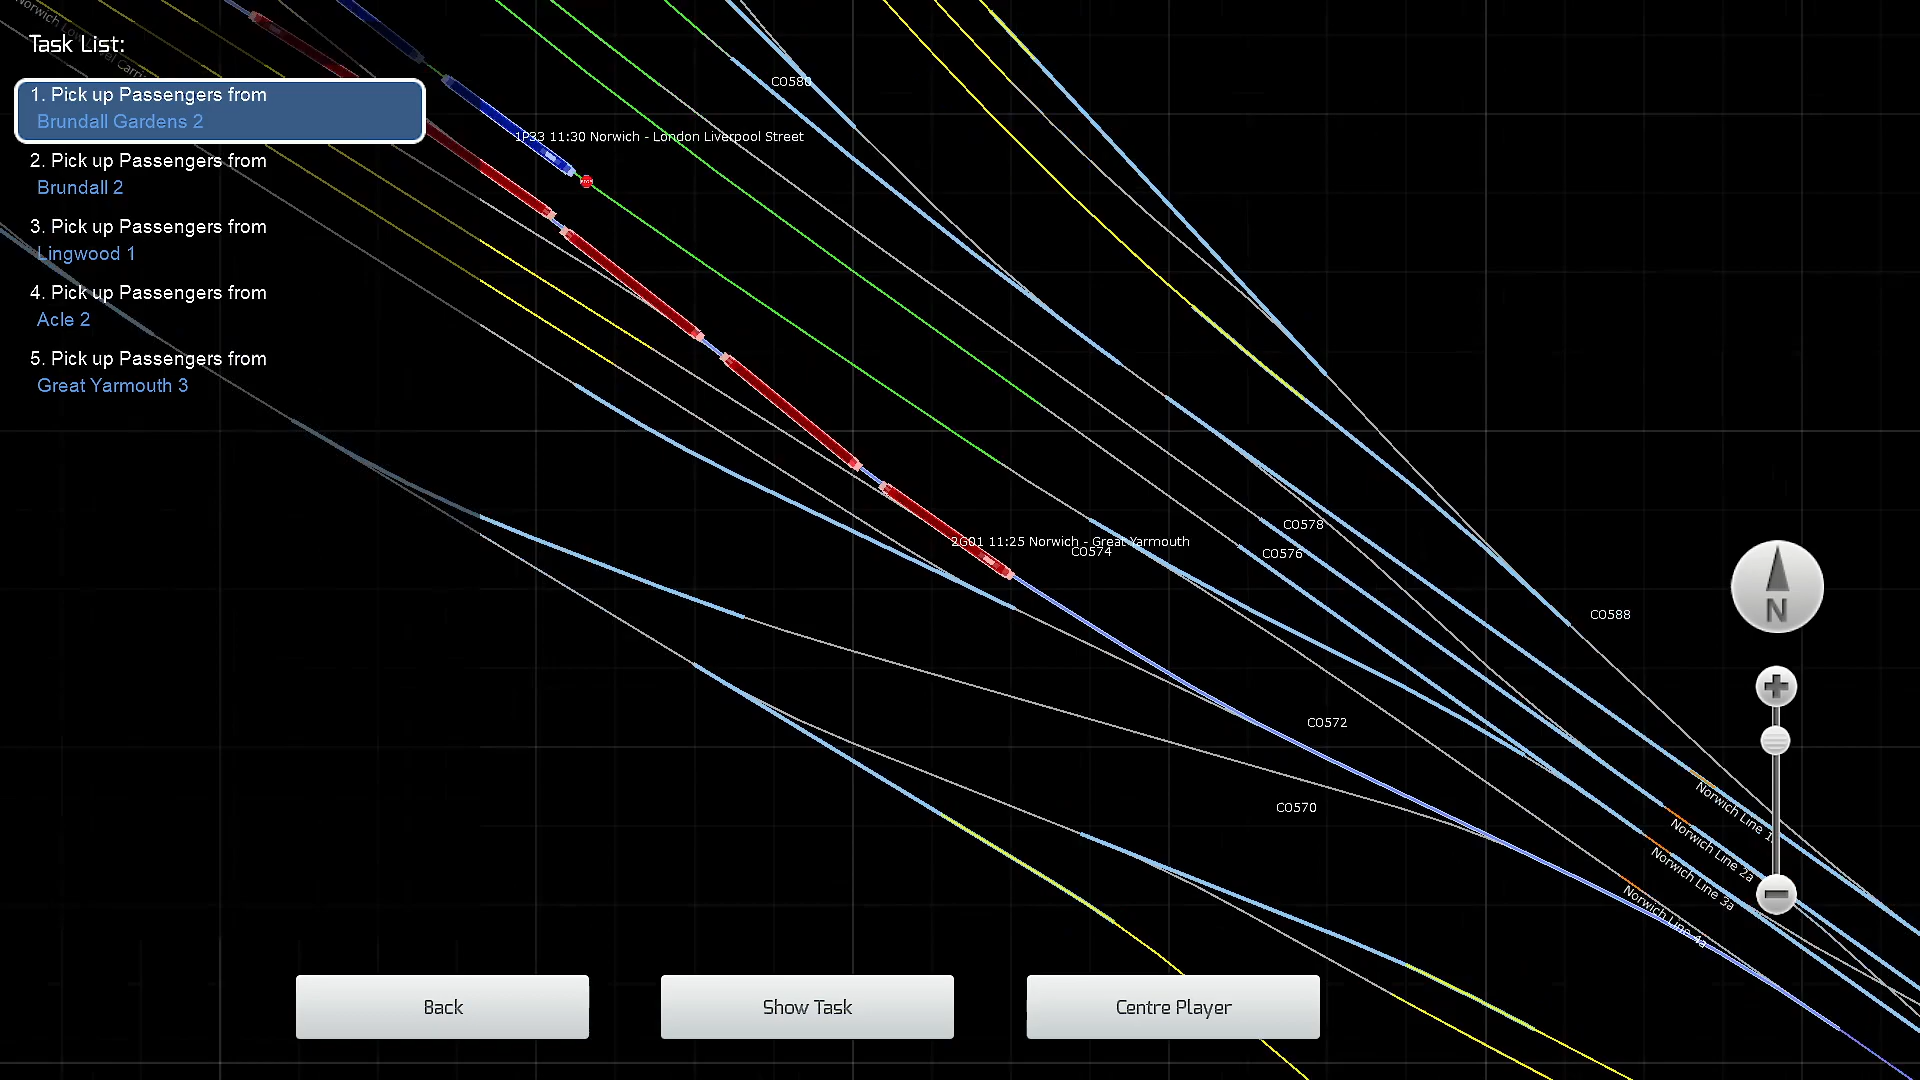 Task List:
1. Pick up Passengers from
Brundall Gardens 2
2. Pick up Passengers from
Brundall 2
3. Pick up Passengers from
Lingwood 1
4. Pick up Passengers from
Acle 2
5. Pick up Passengers from
Great Yarmouth 3
CO580
1P33 11:30 Norwich - London Liverpool Street
CO578
2G01 11:25 Norwich - Great Yarmouth
CO574
CO576
CO588
CO572
CO570
N
Norwich Line 2a
Norwich Line 3a
Norwich Line 4a
Back
Show Task
Centre Player